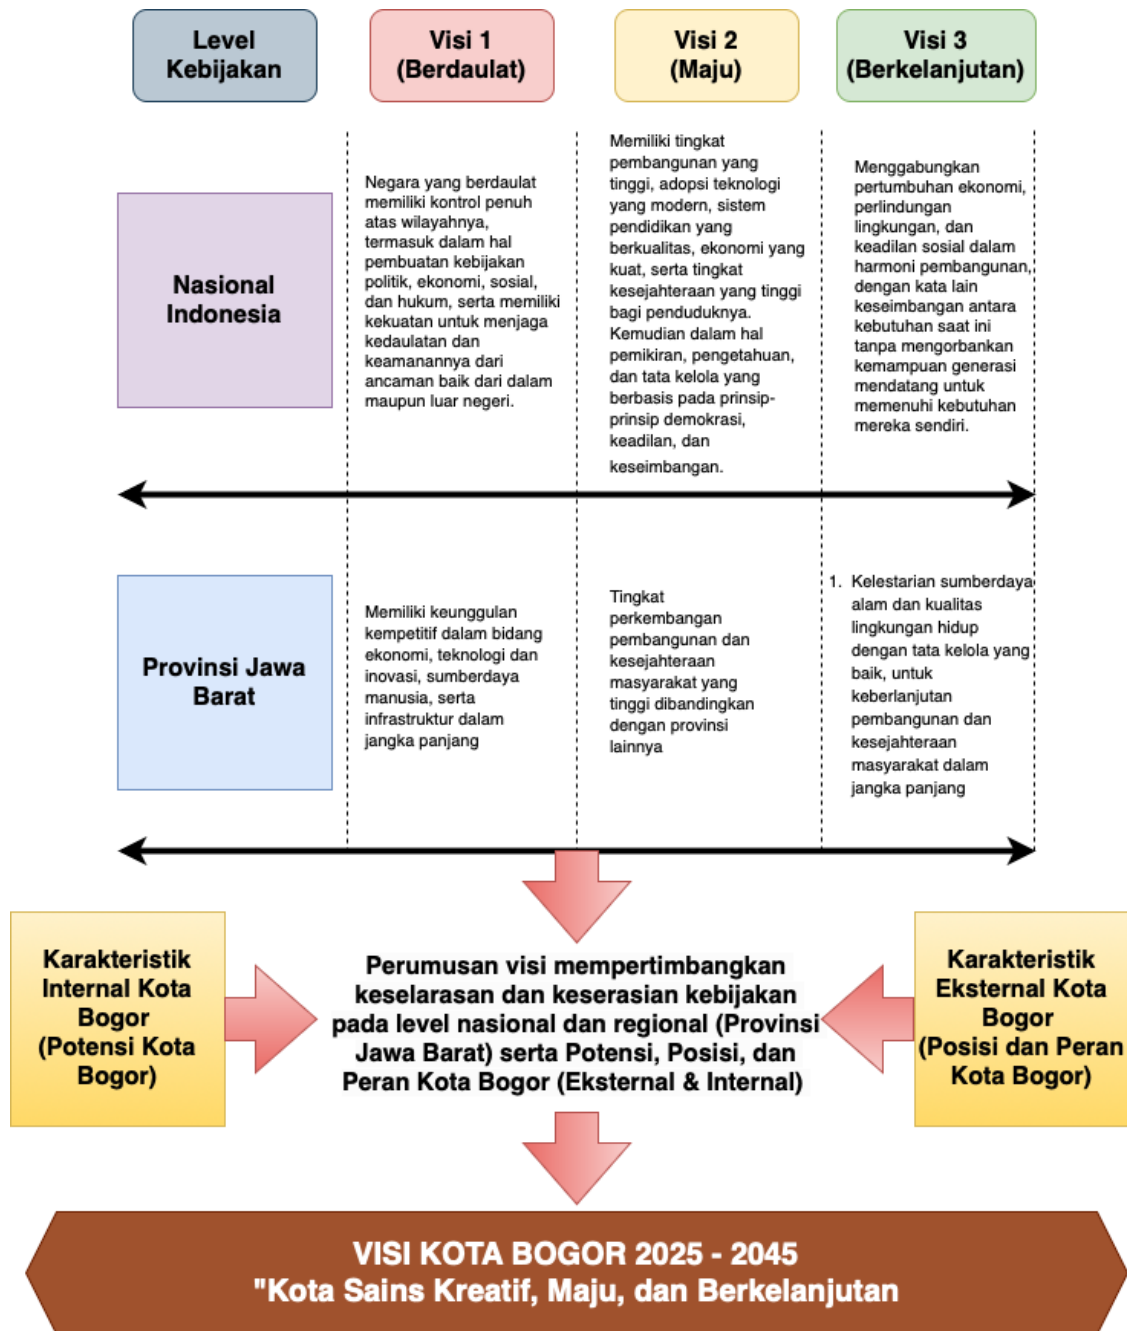 Level
Kebijakan
Visi 1
(Berdaulat)
Visi 2
(Maju)
Visi 3
(Berkelanjutan)
Nasional
Indonesia
Negara yang berdaulat
memiliki kontrol penuh
atas wilayahnya,
termasuk dalam hal
pembuatan kebijakan
politik, ekonomi, sosial,
dan hukum, serta memiliki
kekuatan untuk menjaga
kedaulatan dan
keamanannya dari
ancaman baik dari dalam
maupun luar negeri.
Memiliki tingkat
pembangunan yang
tinggi, adopsi teknologi
yang modern, sistem
pendidikan yang
berkualitas, ekonomi yang
kuat, serta tingkat
kesejahteraan yang tinggi
bagi penduduknya.
Kemudian dalam hal
pemikiran, pengetahuan,
dan tata kelola yang
berbasis pada prinsip-
prinsip demokrasi,
keadilan, dan
keseimbangan.
Menggabungkan
pertumbuhan ekonomi,
perlindungan
lingkungan, dan
keadilan sosial dalam
harmoni pembangunan,
dengan kata lain
keseimbangan antara
kebutuhan saat ini
tanpa mengorbankan
kemampuan generasi
mendatang untuk
memenuhi kebutuhan
mereka sendiri.
Provinsi Jawa
Barat
Memiliki keunggulan
kempetitif dalam bidang
ekonomi, teknologi dan
inovasi, sumberdaya
manusia, serta
infrastruktur dalam
jangka panjang
Tingkat
perkembangan
pembangunan dan
kesejahteraan
masyarakat yang
tinggi dibandingkan
dengan provinsi
lainnya
1. Kelestarian sumberdaya
alam dan kualitas
lingkungan hidup
dengan tata kelola yang
baik, untuk
keberlanjutan
pembangunan dan
kesejahteraan
masyarakat dalam
jangka panjang
Karakteristik
Internal Kota
Bogor
(Potensi Kota
Bogor)
Perumusan visi mempertimbangkan
keselarasan dan keserasian kebijakan
pada level nasional dan regional (Provinsi
Jawa Barat) serta Potensi, Posisi, dan
Peran Kota Bogor (Eksternal & Internal)
Karakteristik
Eksternal Kota
Bogor
(Posisi dan Peran
Kota Bogor)
VISI KOTA BOGOR 2025 - 2045
"Kota Sains Kreatif, Maju, dan Berkelanjutan